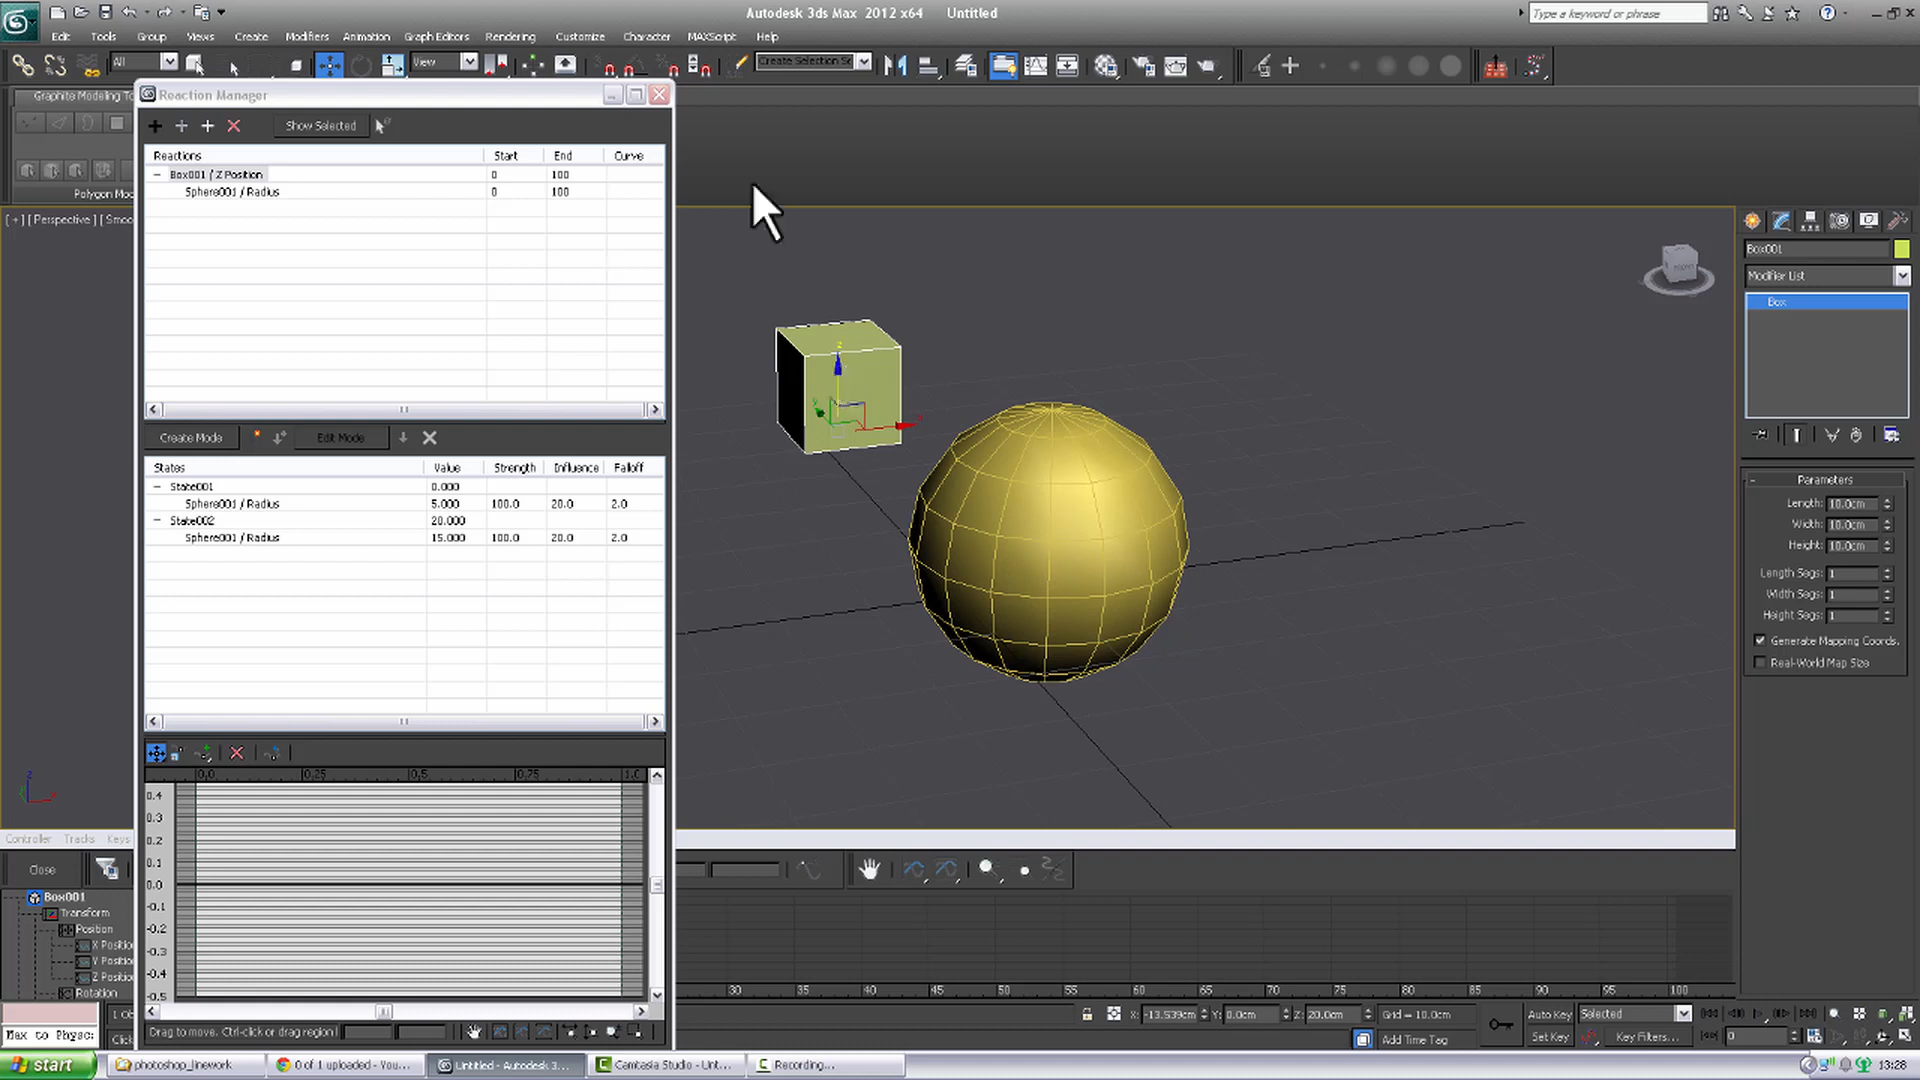 Autodesk 3ds Max 2012 x64 Untitled
Type a keyword or phrase
Edit Tools Group Views Create Modifiers Animation Graph Editors Rendering Customize Character MAXScript Help
All
View
Create Selection Se
Graphite Modeling To
Polygon Mod
[ + ] [ Perspective ] [ Smoo
Reaction Manager
Show Selected
Reactions Start End Curve
Box001 / Z Position 0 100
Sphere001 / Radius 0 100
Create Mode Edit Mode
States Value Strength Influence Falloff
State001 0.000
Sphere001 / Radius 5.000 100.0 20.0 2.0
State002 20.000
Sphere001 / Radius 15.000 100.0 20.0 2.0
0.0 0.25 0.5 0.75 1.0
0.4
0.3
0.2
0.1
0.0
-0.1
-0.2
-0.3
-0.4
-0.5
Drag to move. Ctrl-click or drag region
Box001
Modifier List
Box
Parameters
Length: 10.0cm
Width: 10.0cm
Height: 10.0cm
Length Segs: 1
Width Segs: 1
Height Segs: 1
Generate Mapping Coords.
Real-World Map Size
Controller Tracks Keys
Close
Box001
Transform
Position
X Positio
Y Positio
Z Positio
Rotation
30 35 40 45 50 55 60 65 70 75 80 85 90 95 100
1 Ob
X: -13.539cm Y: 0.0cm Z: 20.0cm Grid = 10.0cm
Auto Key Selected
Max to Physc:
Click
Add Time Tag
Set Key Key Filters... 0
start photoshop_linework 0 of 1 uploaded - You... Untitled - Autodesk 3... Camtasia Studio - Unt... Recording... 13:28